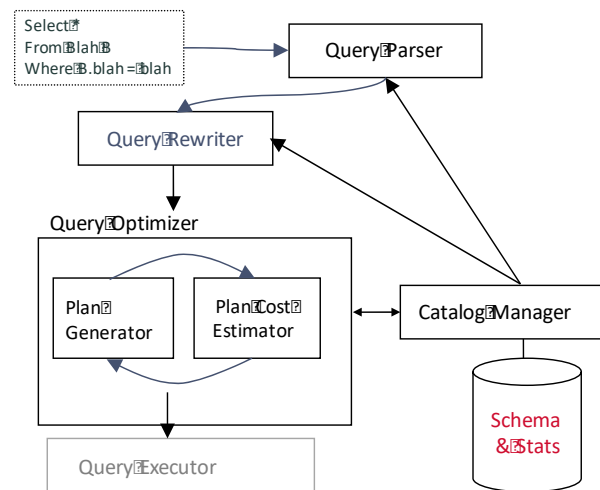 Select *
From Blah B
Where B.blah = blah
Query Parser
Query Rewriter
Query Optimizer
Plan
Generator
Plan Cost
Estimator
Catalog Manager
Schema
& Stats
Query Executor